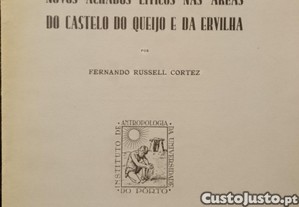 NOVOS ACHADOS LÍTICOS NAS ÁREAS
DO CASTELO DO QUEIJO E DA ERVILHA
POR
FERNANDO RUSSELL CORTEZ
INSTITUTO DE ANTROPOLOGIA DA UNIVERSIDADE DO PORTO
CustoJusto.pt